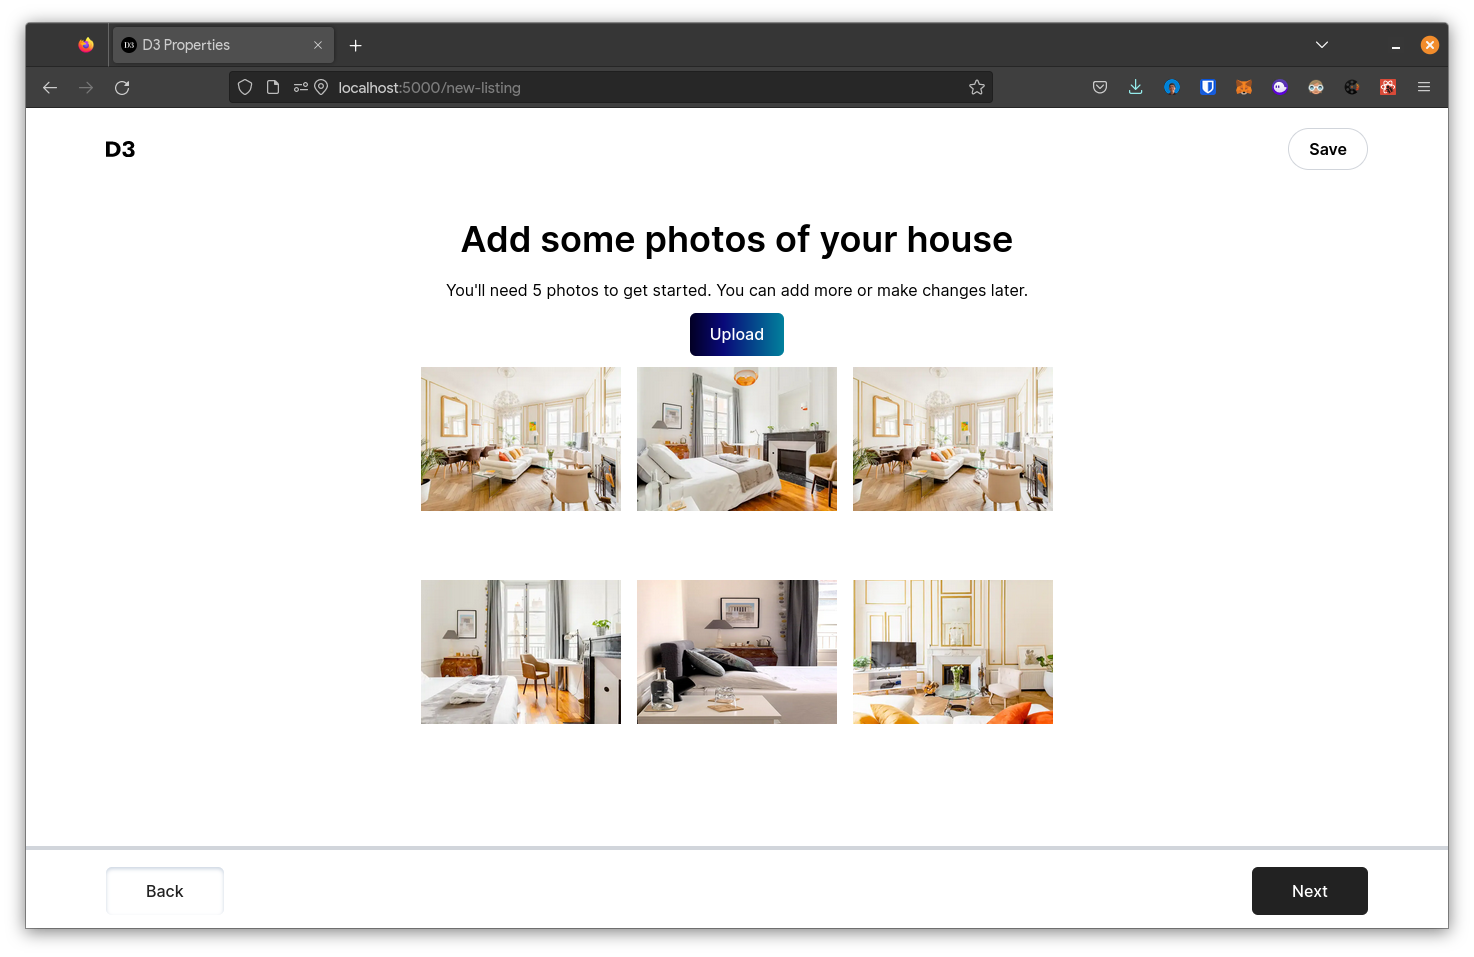 D3 D3 Properties
localhost:5000/new-listing
D3
Save
Add some photos of your house
You'll need 5 photos to get started. You can add more or make changes later.
Upload
Back
Next